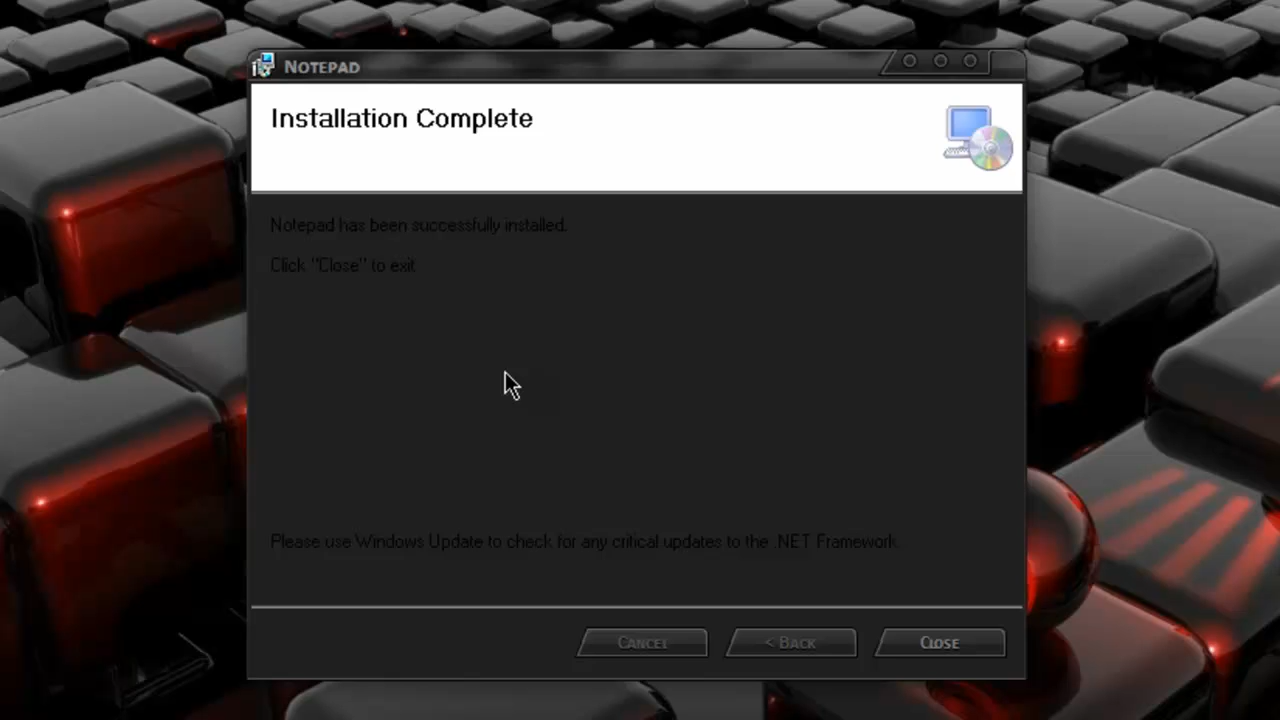 NOTEPAD
Installation Complete
Notepad has been successfully installed.
Click "Close" to exit
Please use Windows Update to check for any critical updates to the .NET Framework.
CANCEL
< BACK
CLOSE